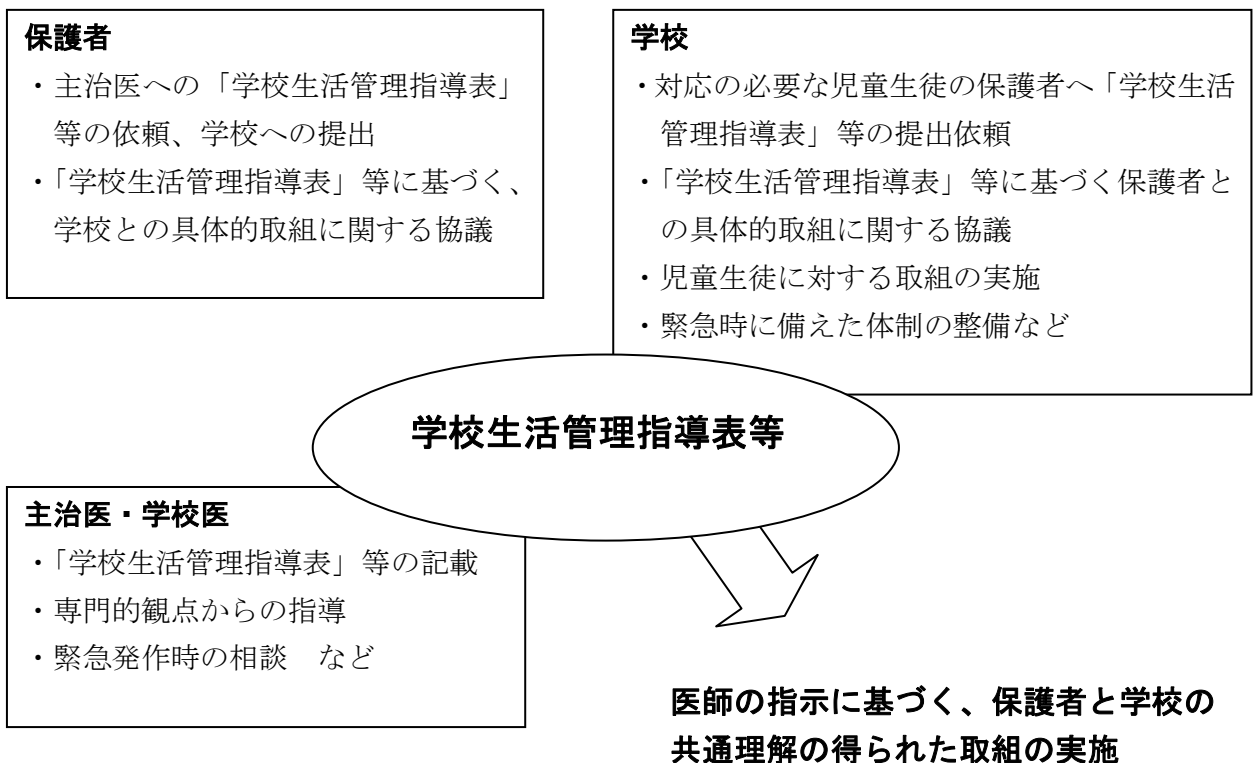 保護者
・主治医への「学校生活管理指導表」
等の依頼、学校への提出
・「学校生活管理指導表」等に基づく、
学校との具体的取組に関する協議
学校
・対応の必要な児童生徒の保護者へ「学校生活
管理指導表」等の提出依頼
・「学校生活管理指導表」等に基づく保護者と
の具体的取組に関する協議
・児童生徒に対する取組の実施
・緊急時に備えた体制の整備など
学校生活管理指導表等
主治医・学校医
・「学校生活管理指導表」等の記載
・専門的観点からの指導
・緊急発作時の相談　など
医師の指示に基づく、保護者と学校の
共通理解の得られた取組の実施